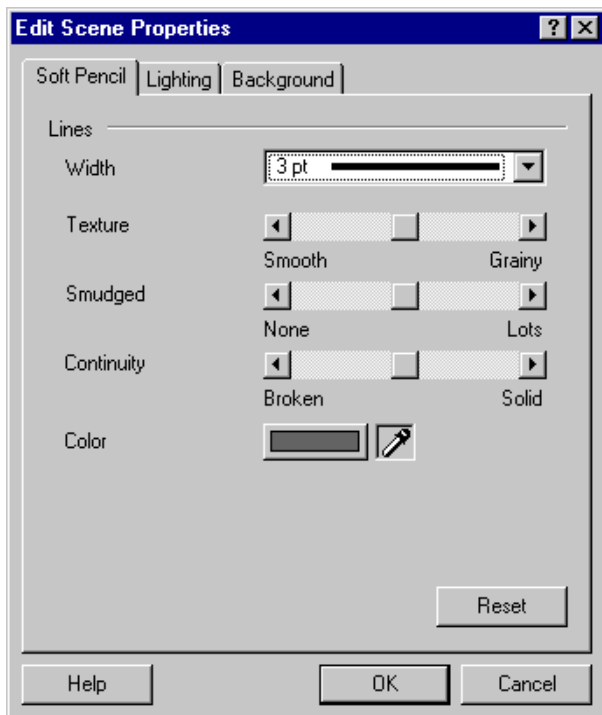 Edit Scene Properties
Soft Pencil Lighting Background
Lines
Width 3 pt
Texture
Smooth Grainy
Smudged
None Lots
Continuity
Broken Solid
Color
Reset
Help OK Cancel